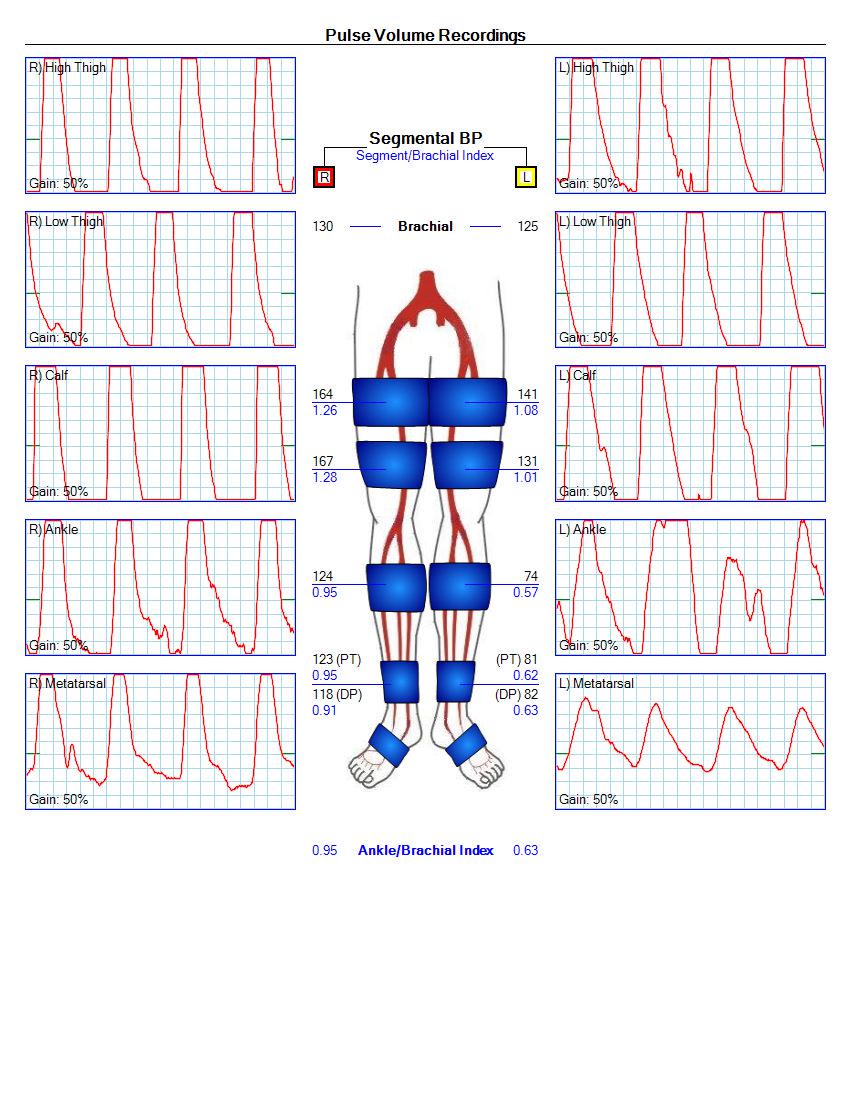 Pulse Volume Recordings
R) High Thigh
Gain: 50%
R) Low Thigh
Gain: 50%
R) Calf
Gain: 50%
R) Ankle
Gain: 50%
R) Metatarsal
Gain: 50%
Segmental BP
Segment/Brachial Index
R L
130 Brachial 125
164 141
1.26 1.08
167 131
1.28 1.01
124 74
0.95 0.57
123 (PT) (PT) 81
0.95 0.62
118 (DP) (DP) 82
0.91 0.63
0.95 Ankle/Brachial Index 0.63
L) High Thigh
Gain: 50%
L) Low Thigh
Gain: 50%
L) Calf
Gain: 50%
L) Ankle
Gain: 50%
L) Metatarsal
Gain: 50%